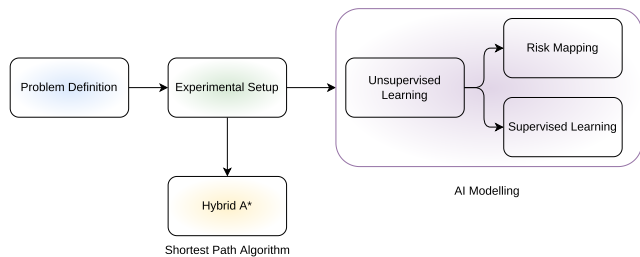 Problem Definition
Experimental Setup
Unsupervised
Learning
Risk Mapping
Supervised Learning
AI Modelling
Hybrid A*
Shortest Path Algorithm